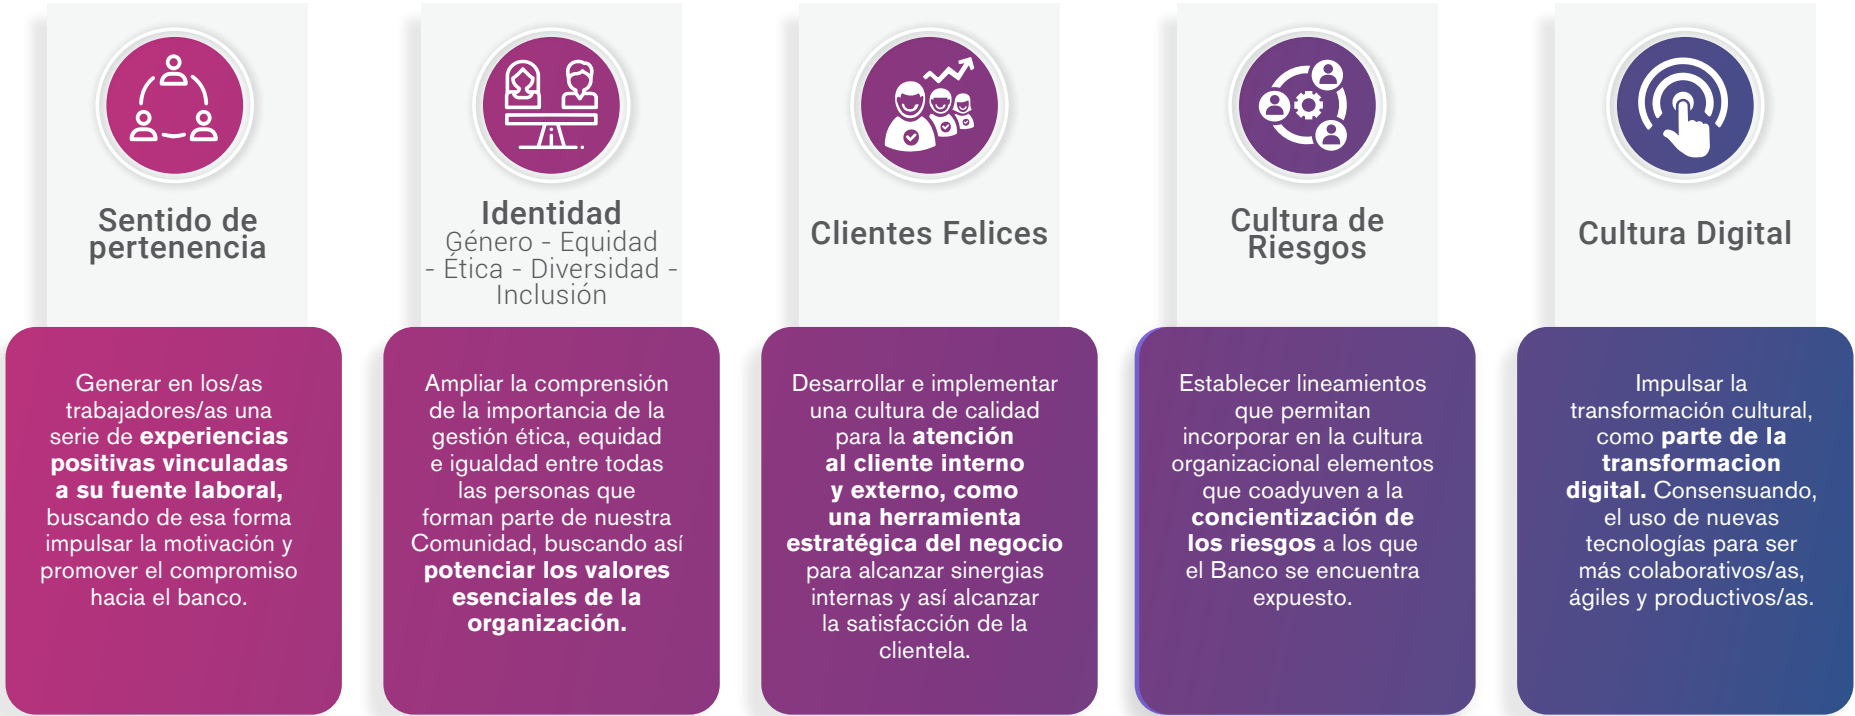 Sentido de
pertenencia
Generar en los/as
trabajadores/as una
serie de experiencias
positivas vinculadas
a su fuente laboral,
buscando de esa forma
impulsar la motivación y
promover el compromiso
hacia el banco.
Identidad
Género - Equidad
- Ética - Diversidad -
Inclusión
Ampliar la comprensión
de la importancia de la
gestión ética, equidad
e igualdad entre todas
las personas que
forman parte de nuestra
Comunidad, buscando así
potenciar los valores
esenciales de la
organización.
Clientes Felices
Desarrollar e implementar
una cultura de calidad
para la atención
al cliente interno
y externo, como
una herramienta
estratégica del negocio
para alcanzar sinergias
internas y así alcanzar
la satisfacción de la
clientela.
Cultura de
Riesgos
Establecer lineamientos
que permitan
incorporar en la cultura
organizacional elementos
que coadyuven a la
concientización de
los riesgos a los que
el Banco se encuentra
expuesto.
Cultura Digital
Impulsar la
transformación cultural,
como parte de la
transformacion
digital. Consensuando,
el uso de nuevas
tecnologías para ser
más colaborativos/as,
ágiles y productivos/as.